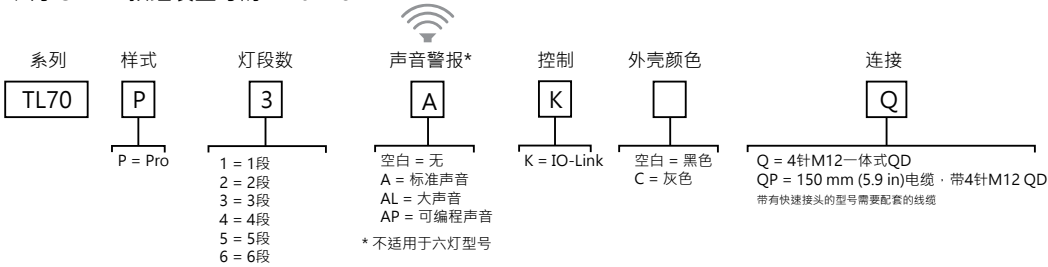 系列 样式 灯段数 声音警报* 控制 外壳颜色 连接
TL70 P 3 A K Q
P = Pro
1 = 1段
2 = 2段
3 = 3段
4 = 4段
5 = 5段
6 = 6段
空白 = 无
A = 标准声音
AL = 大声音
AP = 可编程声音
* 不适用于六灯型号
K = IO-Link
空白 = 黑色
C = 灰色
Q = 4针M12一体式QD
QP = 150 mm (5.9 in)电缆，带4针M12 QD
带有快速接头的型号需要配套的线缆